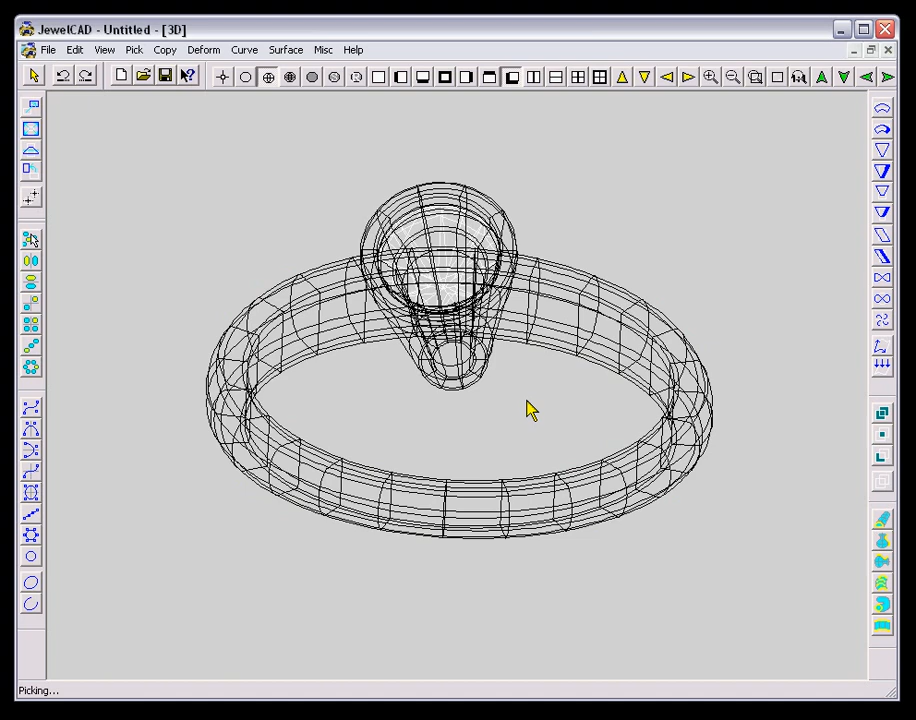 JewelCAD - Untitled - [3D]
File Edit View Pick Copy Deform Curve Surface Misc Help
Picking...